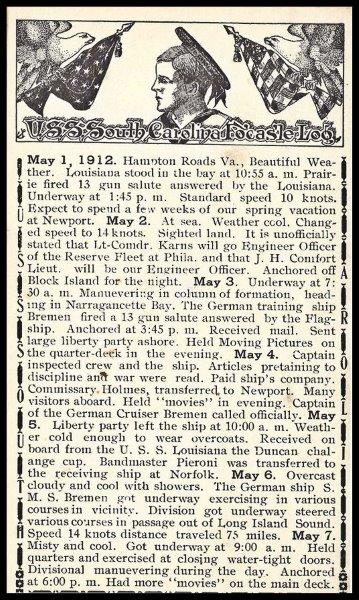 U.S.S. South Carolina Focasle Log
May 1, 1912. Hampton Roads Va., Beautiful Wea-
ther. Louisiana stood in the bay at 10:55 a. m. Prair-
ie fired 13 gun salute answered by the Louisiana.
Underway at 1:45 p. m. Standard speed 10 knots.
Expect to spend a few weeks of our spring vacation
at Newport. May 2. At sea. Weather cool. Chang-
ed speed to 14 knots. Sighted land. It is unofficially
stated that Lt-Comdr. Karns will go Engineer Officer
of the Reserve Fleet at Phila. and that J. H. Comfort
Lieut. will be our Engineer Officer. Anchored off
Block Island for the night. May 3. Underway at 7:
30 a. m. Manuevering in column of formation, head-
ing in Narragancette Bay. The German training ship
Bremen fired a 13 gun salute answered by the Flag-
ship. Anchored at 3:45 p. m. Received mail. Sent
large liberty party ashore. Held Moving Pictures on
the quarter-deck in the evening. May 4. Captain
inspected crew and the ship. Articles pretaining to
discipline and war were read. Paid ship's company.
Commissary. Holmes, transferred to Newport. Many
visitors aboard. Held "movies" in evening. Captain
of the German Cruiser Bremen called officially. May
5. Liberty party left the ship at 10:00 a. m. Weath-
er cold enough to wear overcoats. Received on
board from the U. S. S. Louisiana the Duncan chal-
ange cup. Bandmaster Pieroni was transferred to
the receiving ship at Norfolk. May 6. Overcast
cloudy and cool with showers. The German ship S.
M. S. Bremen got underway exercising in various
courses in vicinity. Division got underway steered
various courses in passage out of Long Island Sound.
Speed 14 knots distance traveled 75 miles. May 7.
Misty and cool. Got underway at 9:00 a. m. Held
quarters and exercised at closing water-tight doors.
Divisional manuevering during the day. Anchored
at 6:00 p. m. Had more "movies" on the main deck.
U S S SOUTH
CAROLINA